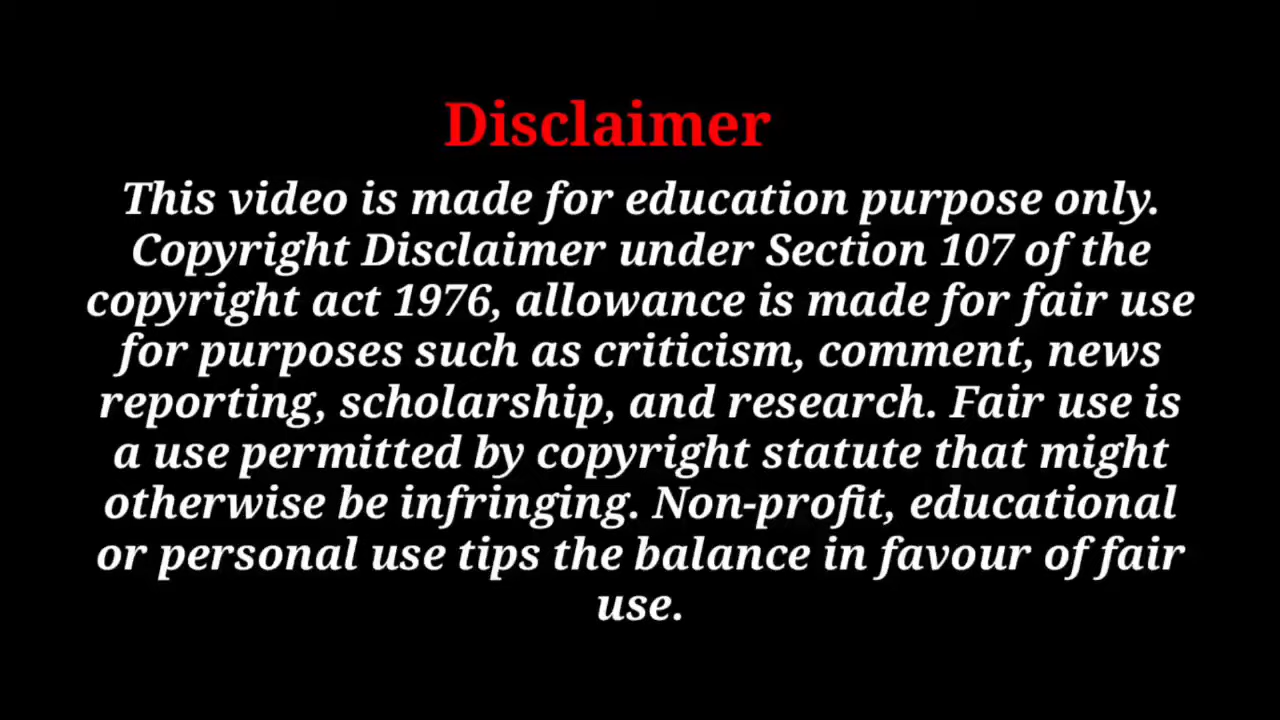 Disclaimer
This video is made for education purpose only.
Copyright Disclaimer under Section 107 of the
copyright act 1976, allowance is made for fair use
for purposes such as criticism, comment, news
reporting, scholarship, and research. Fair use is
a use permitted by copyright statute that might
otherwise be infringing. Non-profit, educational
or personal use tips the balance in favour of fair
use.